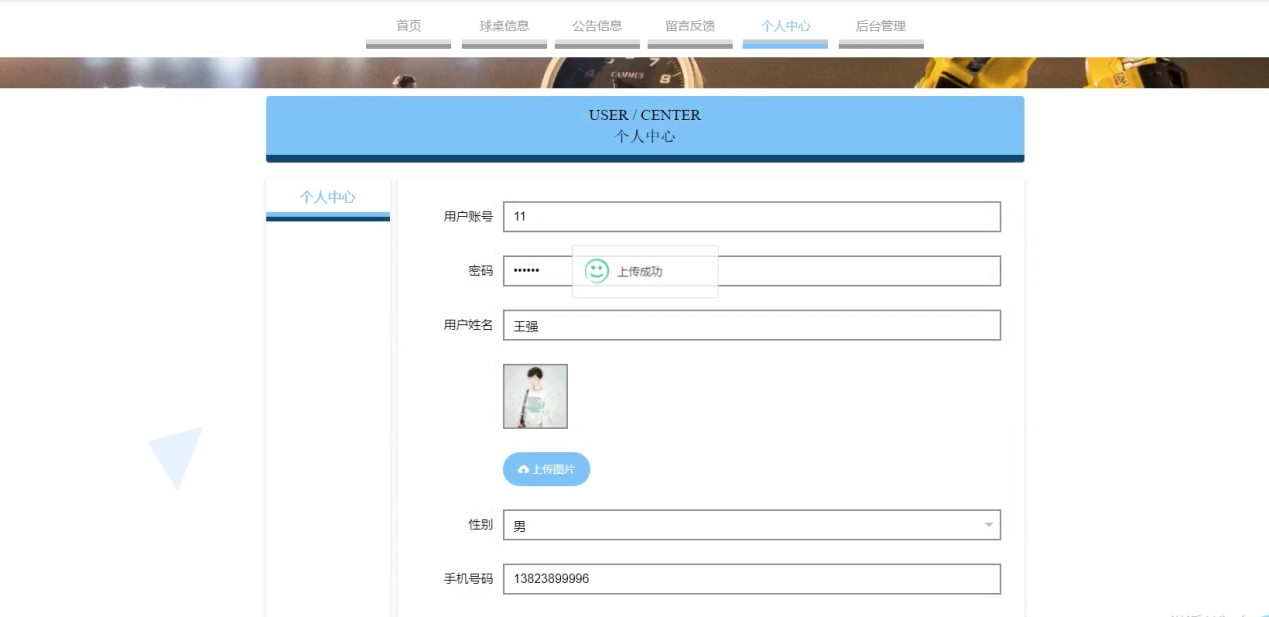 首页 球桌信息 公告信息 留言反馈 个人中心 后台管理
CAMMUS 7 8
USER / CENTER
个人中心
个人中心
用户账号 11
密码 •••••• 上传成功
用户姓名 王强
上传图片
性别 男
手机号码 13823899996